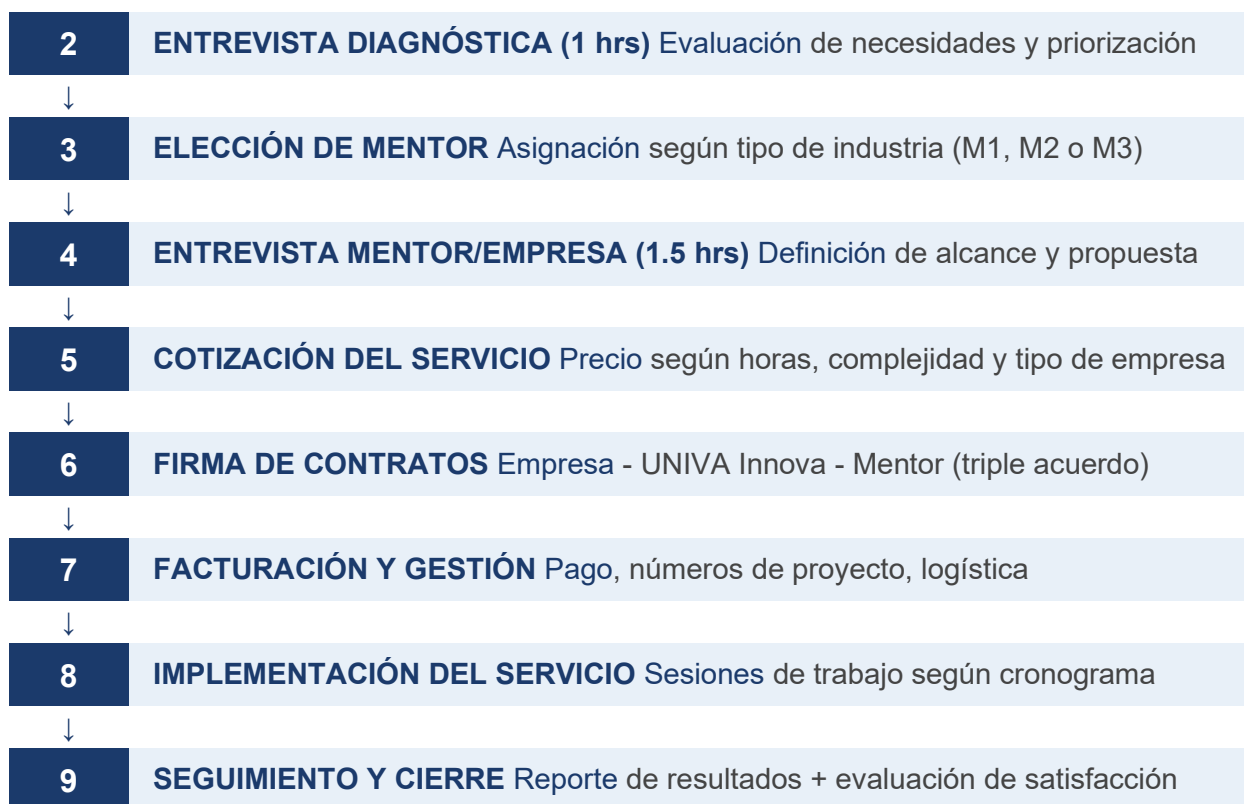 2 ENTREVISTA DIAGNÓSTICA (1 hrs) Evaluación de necesidades y priorización
↓
3 ELECCIÓN DE MENTOR Asignación según tipo de industria (M1, M2 o M3)
↓
4 ENTREVISTA MENTOR/EMPRESA (1.5 hrs) Definición de alcance y propuesta
↓
5 COTIZACIÓN DEL SERVICIO Precio según horas, complejidad y tipo de empresa
↓
6 FIRMA DE CONTRATOS Empresa - UNIVA Innova - Mentor (triple acuerdo)
↓
7 FACTURACIÓN Y GESTIÓN Pago, números de proyecto, logística
↓
8 IMPLEMENTACIÓN DEL SERVICIO Sesiones de trabajo según cronograma
↓
9 SEGUIMIENTO Y CIERRE Reporte de resultados + evaluación de satisfacción